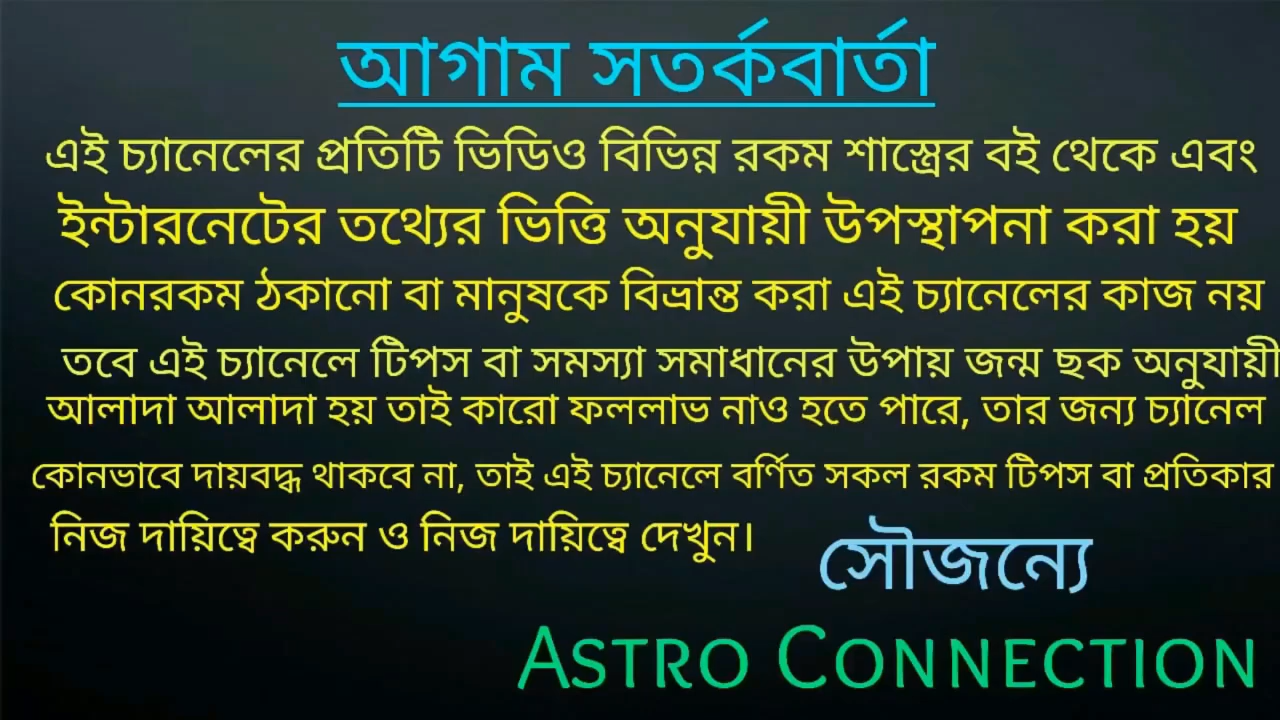 আগাম সতর্কবার্তা
এই চ্যানেলের প্রতিটি ভিডিও বিভিন্ন রকম শাস্ত্রের বই থেকে এবং
ইন্টারনেটের তথ্যের ভিত্তি অনুযায়ী উপস্থাপনা করা হয়
কোনরকম ঠকানো বা মানুষকে বিভ্রান্ত করা এই চ্যানেলের কাজ নয়
তবে এই চ্যানেলে টিপস বা সমস্যা সমাধানের উপায় জন্ম ছক অনুযায়ী
আলাদা আলাদা হয় তাই কারো ফললাভ নাও হতে পারে, তার জন্য চ্যানেল
কোনভাবে দায়বদ্ধ থাকবে না, তাই এই চ্যানেলে বর্ণিত সকল রকম টিপস বা প্রতিকার
নিজ দায়িত্বে করুন ও নিজ দায়িত্বে দেখুন।
সৌজন্যে
ASTRO CONNECTION